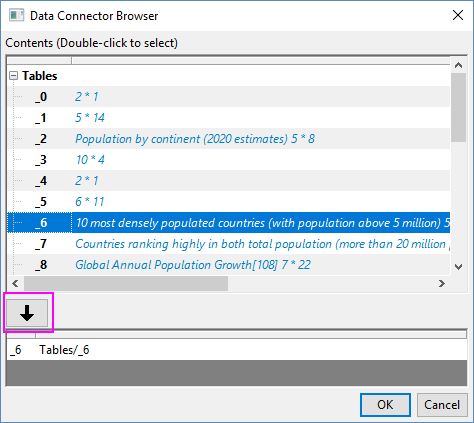 Data Connector Browser
Contents (Double-click to select)
Tables
_0 2 * 1
_1 5 * 14
_2 Population by continent (2020 estimates) 5 * 8
_3 10 * 4
_4 2 * 1
_5 6 * 11
_6 10 most densely populated countries (with population above 5 million) 5
_7 Countries ranking highly in both total population (more than 20 million
_8 Global Annual Population Growth[108] 7 * 22
_6 Tables/_6
OK Cancel